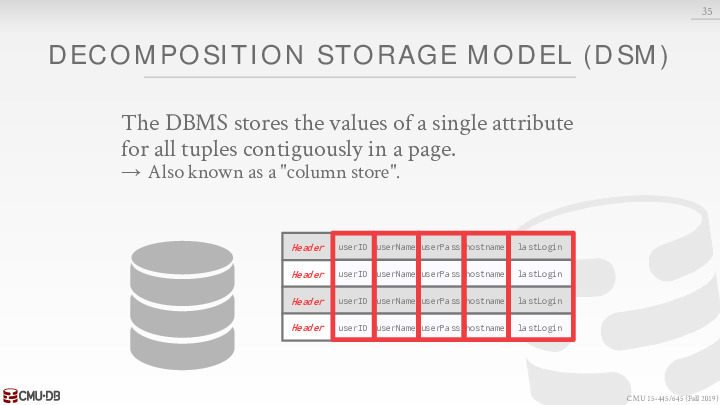 35
DECOMPOSITION STORAGE MODEL (DSM)
The DBMS stores the values of a single attribute
for all tuples contiguously in a page.
→ Also known as a "column store".
Header userID userName userPass hostname lastLogin
Header userID userName userPass hostname lastLogin
Header userID userName userPass hostname lastLogin
Header userID userName userPass hostname lastLogin
CMU·DB
CMU 15-445/645 (Fall 2019)